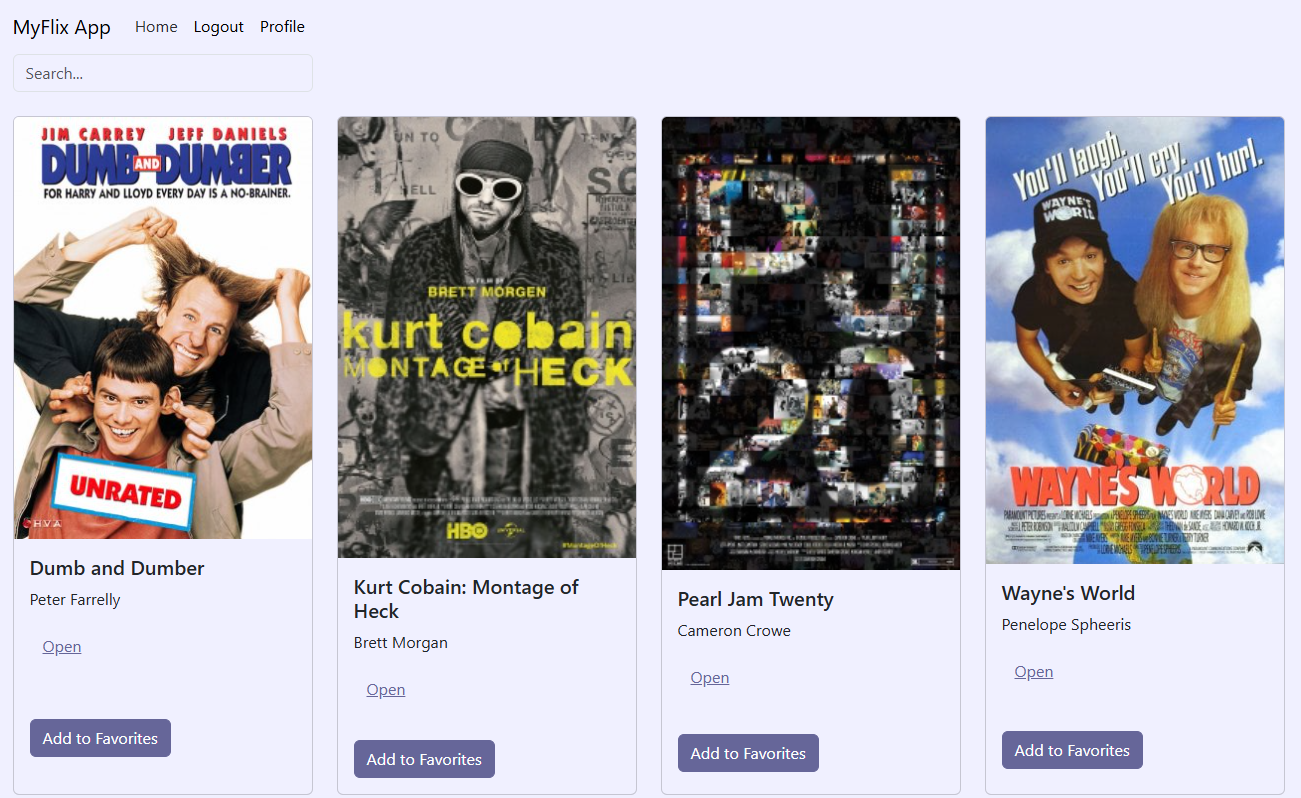 MyFlix App Home Logout Profile
Search...
JIM CARREY JEFF DANIELS
DUMB AND DUMBER
FOR HARRY AND LLOYD EVERY DAY IS A NO-BRAINER.
UNRATED
Dumb and Dumber
Peter Farrelly
Open
Add to Favorites
A FILM BY
BRETT MORGEN
kurt cobain
MONTAGE OF HECK
HBO
UNIVERSAL
Kurt Cobain: Montage of
Heck
Brett Morgan
Open
Add to Favorites
PJ
20
Pearl Jam Twenty
Cameron Crowe
Open
Add to Favorites
You'll laugh.
You'll cry.
You'll hurl.
WAYNE'S
WORLD
WAYNE'S WORLD
Wayne's World
Penelope Spheeris
Open
Add to Favorites